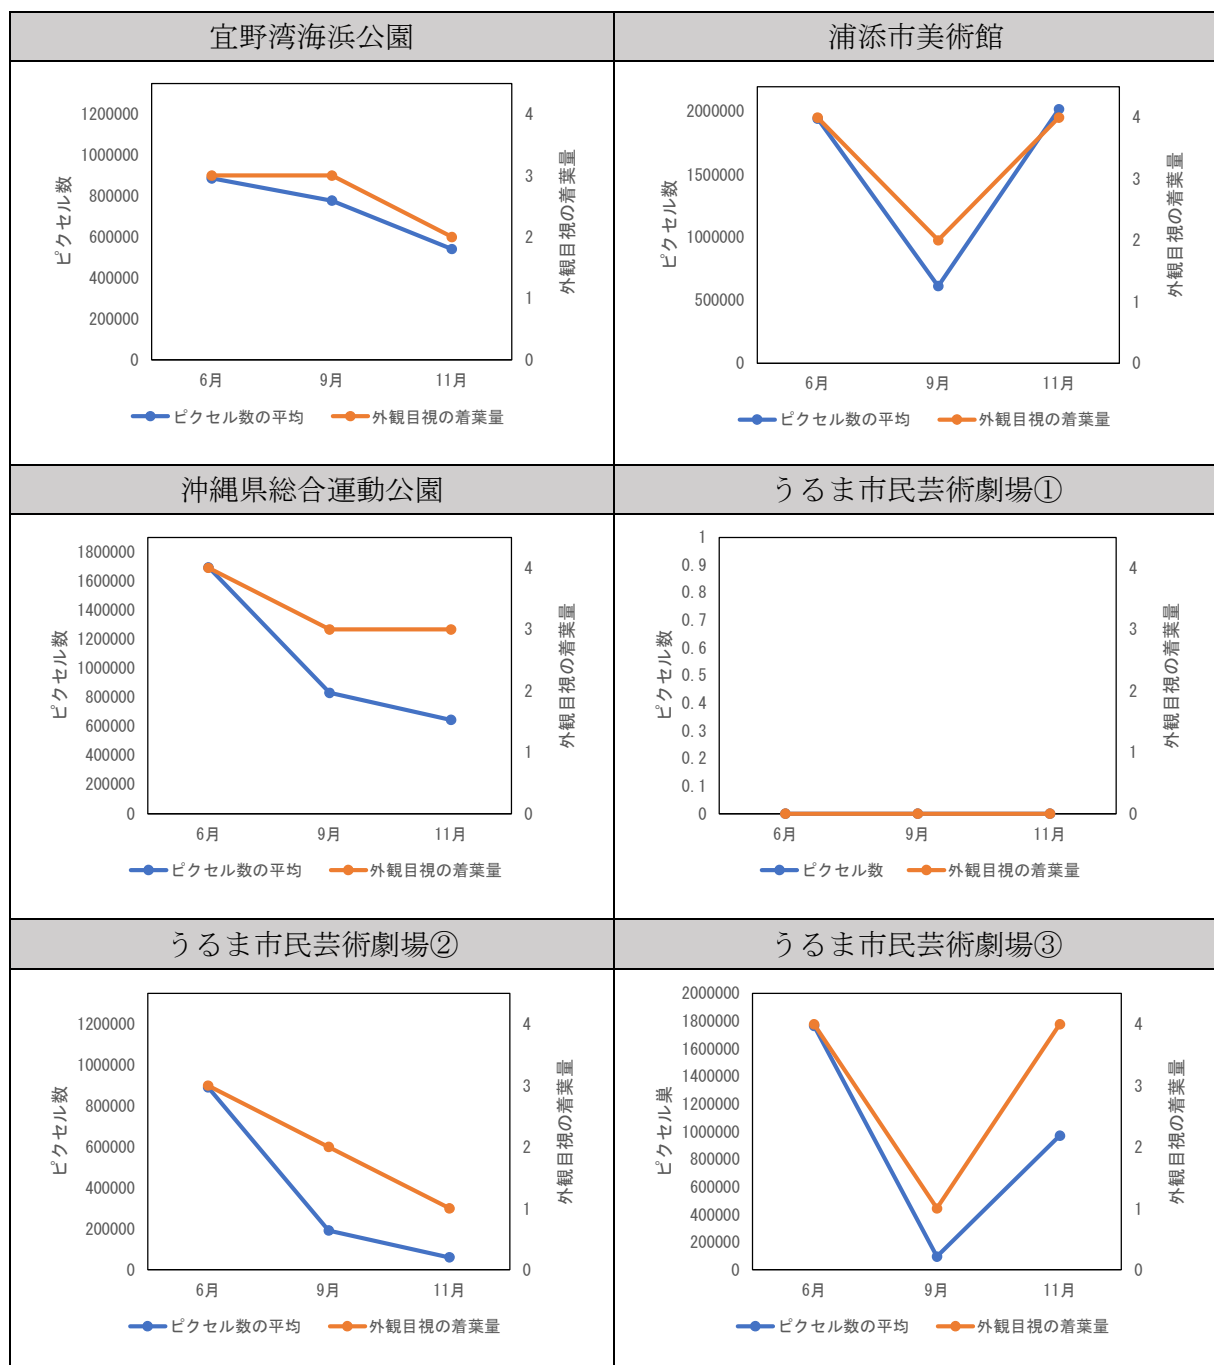 宜野湾海浜公園
ピクセル数
1200000
1000000
800000
600000
400000
200000
0
4
3
2
1
0
外観目視の着葉量
6月 9月 11月
ピクセル数の平均 外観目視の着葉量
浦添市美術館
ピクセル数
2000000
1500000
1000000
500000
0
4
3
2
1
0
外観目視の着葉量
6月 9月 11月
ピクセル数の平均 外観目視の着葉量
沖縄県総合運動公園
ピクセル数
1800000
1600000
1400000
1200000
1000000
800000
600000
400000
200000
0
4
3
2
1
0
外観目視の着葉量
6月 9月 11月
ピクセル数の平均 外観目視の着葉量
うるま市民芸術劇場①
ピクセル数
1
0.9
0.8
0.7
0.6
0.5
0.4
0.3
0.2
0.1
0
4
3
2
1
0
外観目視の着葉量
6月 9月 11月
ピクセル数 外観目視の着葉量
うるま市民芸術劇場②
ピクセル数
1200000
1000000
800000
600000
400000
200000
0
4
3
2
1
0
外観目視の着葉量
6月 9月 11月
ピクセル数の平均 外観目視の着葉量
うるま市民芸術劇場③
ピクセル巣
2000000
1800000
1600000
1400000
1200000
1000000
800000
600000
400000
200000
0
4
3
2
1
0
外観目視の着葉量
6月 9月 11月
ピクセル数の平均 外観目視の着葉量